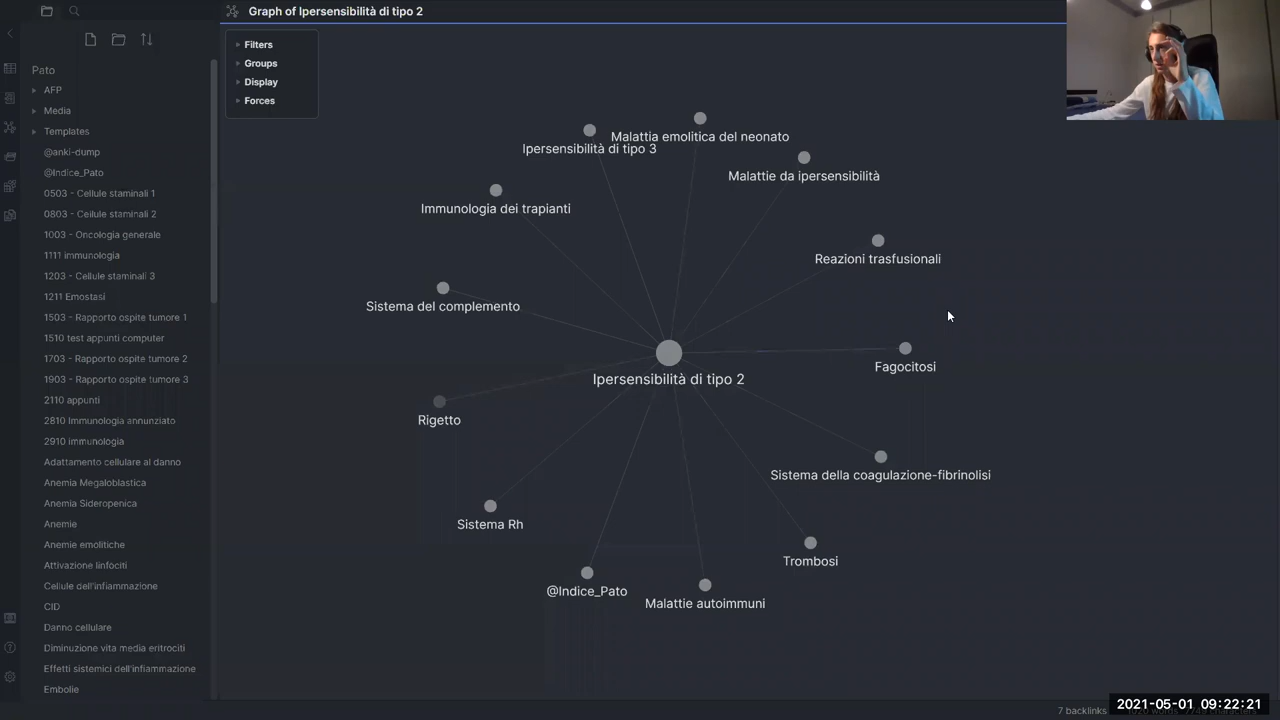 Graph of Ipersensibilità di tipo 2
Filters
Groups
Display
Forces
Pato
AFP
Media
Templates
@anki-dump
@Indice_Pato
0503 - Cellule staminali 1
0803 - Cellule staminali 2
1003 - Oncologia generale
1111 immunologia
1203 - Cellule staminali 3
1211 Emostasi
1503 - Rapporto ospite tumore 1
1510 test appunti computer
1703 - Rapporto ospite tumore 2
1903 - Rapporto ospite tumore 3
2110 appunti
2810 Immunologia annunziato
2910 immunologia
Adattamento cellulare al danno
Anemia Megaloblastica
Anemia Sideropenica
Anemie
Anemie emolitiche
Attivazione linfociti
Cellule dell'infiammazione
CID
Danno cellulare
Diminuzione vita media eritrociti
Effetti sistemici dell'infiammazione
Embolie
Malattia emolitica del neonato
Ipersensibilità di tipo 3
Malattie da ipersensibilità
Immunologia dei trapianti
Reazioni trasfusionali
Sistema del complemento
Fagocitosi
Ipersensibilità di tipo 2
Rigetto
Sistema della coagulazione-fibrinolisi
Sistema Rh
Trombosi
@Indice_Pato
Malattie autoimmuni
7 backlinks
2021-05-01 09:22:21